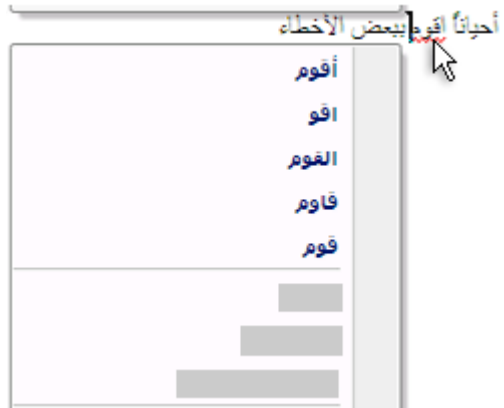 أحياناً اقوم ببعض الأخطاء
أقوم
اقو
القوم
قاوم
قوم